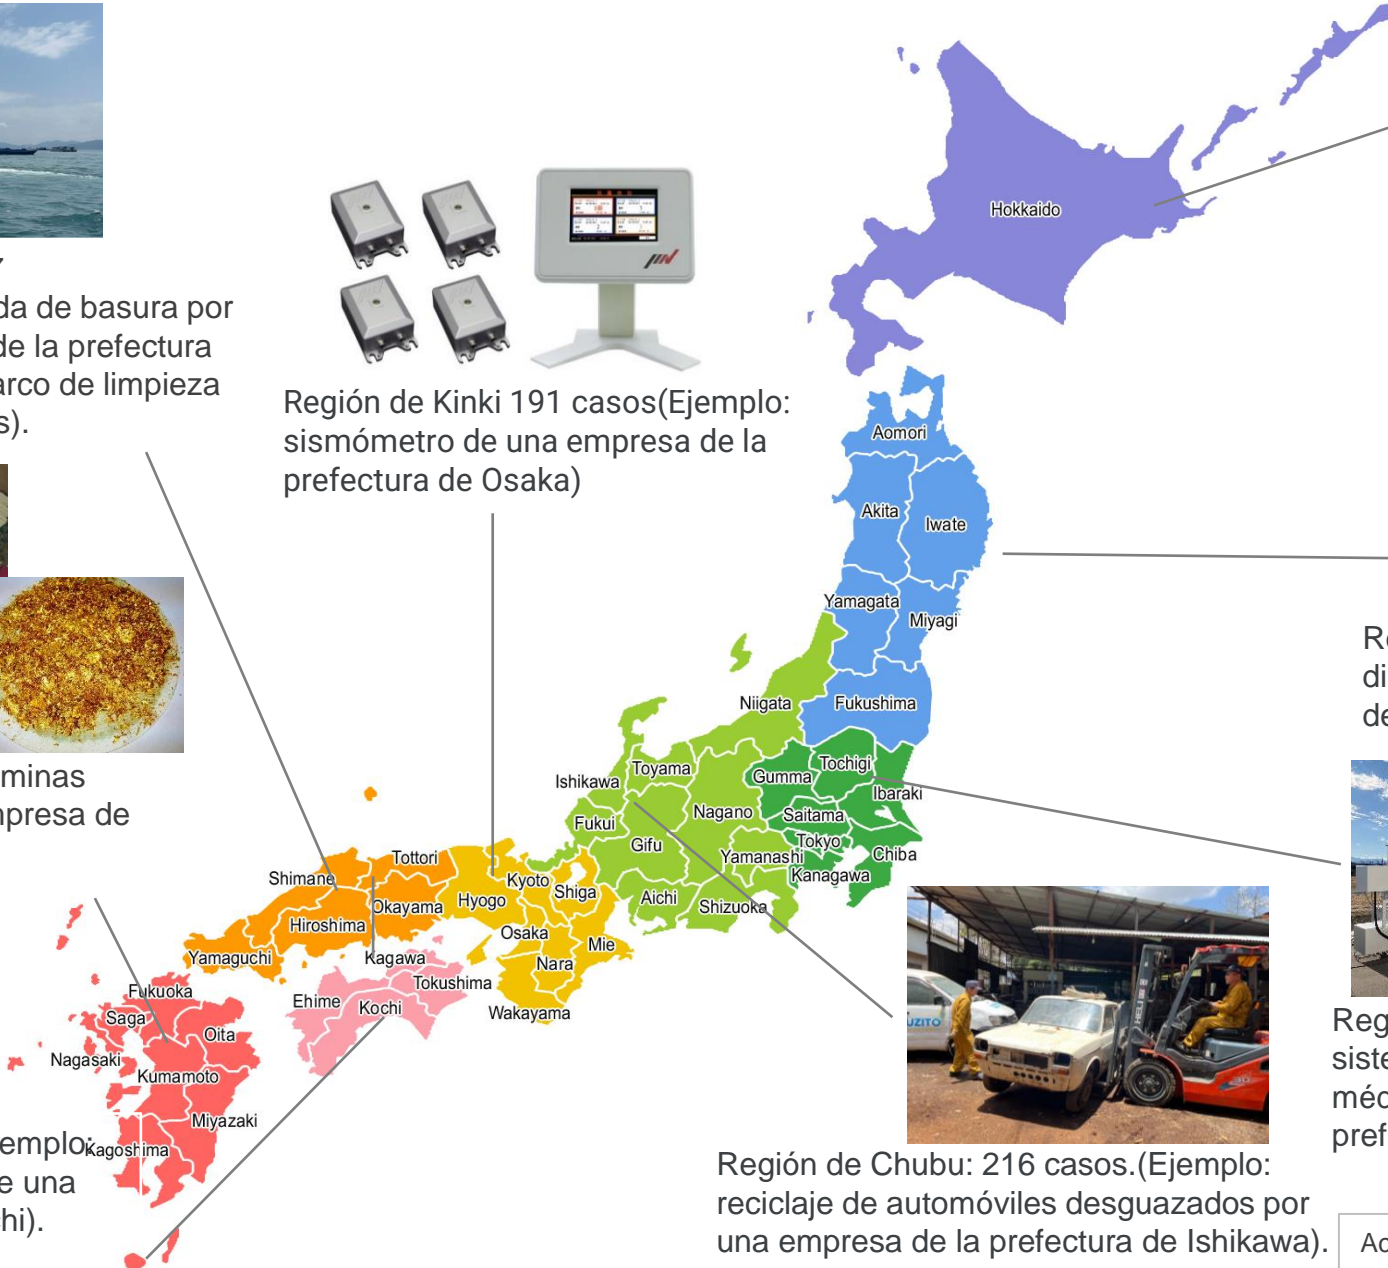 da de basura por
de la prefectura
arco de limpieza
s).
Región de Kinki 191 casos(Ejemplo:
sismómetro de una empresa de la
prefectura de Osaka)
minas
mpresa de
emplo:
e una
chi).
Región de Chubu: 216 casos.(Ejemplo:
reciclaje de automóviles desguazados por
una empresa de la prefectura de Ishikawa).
Re
di
de
Reg
siste
méd
pref
Ac
Hokkaido
Aomori
Akita
Iwate
Yamagata
Miyagi
Fukushima
Niigata
Ishikawa
Toyama
Gumma
Tochigi
Ibaraki
Fukui
Nagano
Saitama
Gifu
Yamanashi
Tokyo
Chiba
Kanagawa
Aichi
Shizuoka
Shimane
Tottori
Okayama
Hiroshima
Yamaguchi
Hyogo
Kyoto
Shiga
Osaka
Mie
Nara
Wakayama
Kagawa
Tokushima
Ehime
Kochi
Fukuoka
Saga
Oita
Nagasaki
Kumamoto
Miyazaki
Kagoshima
UZITO
HELI